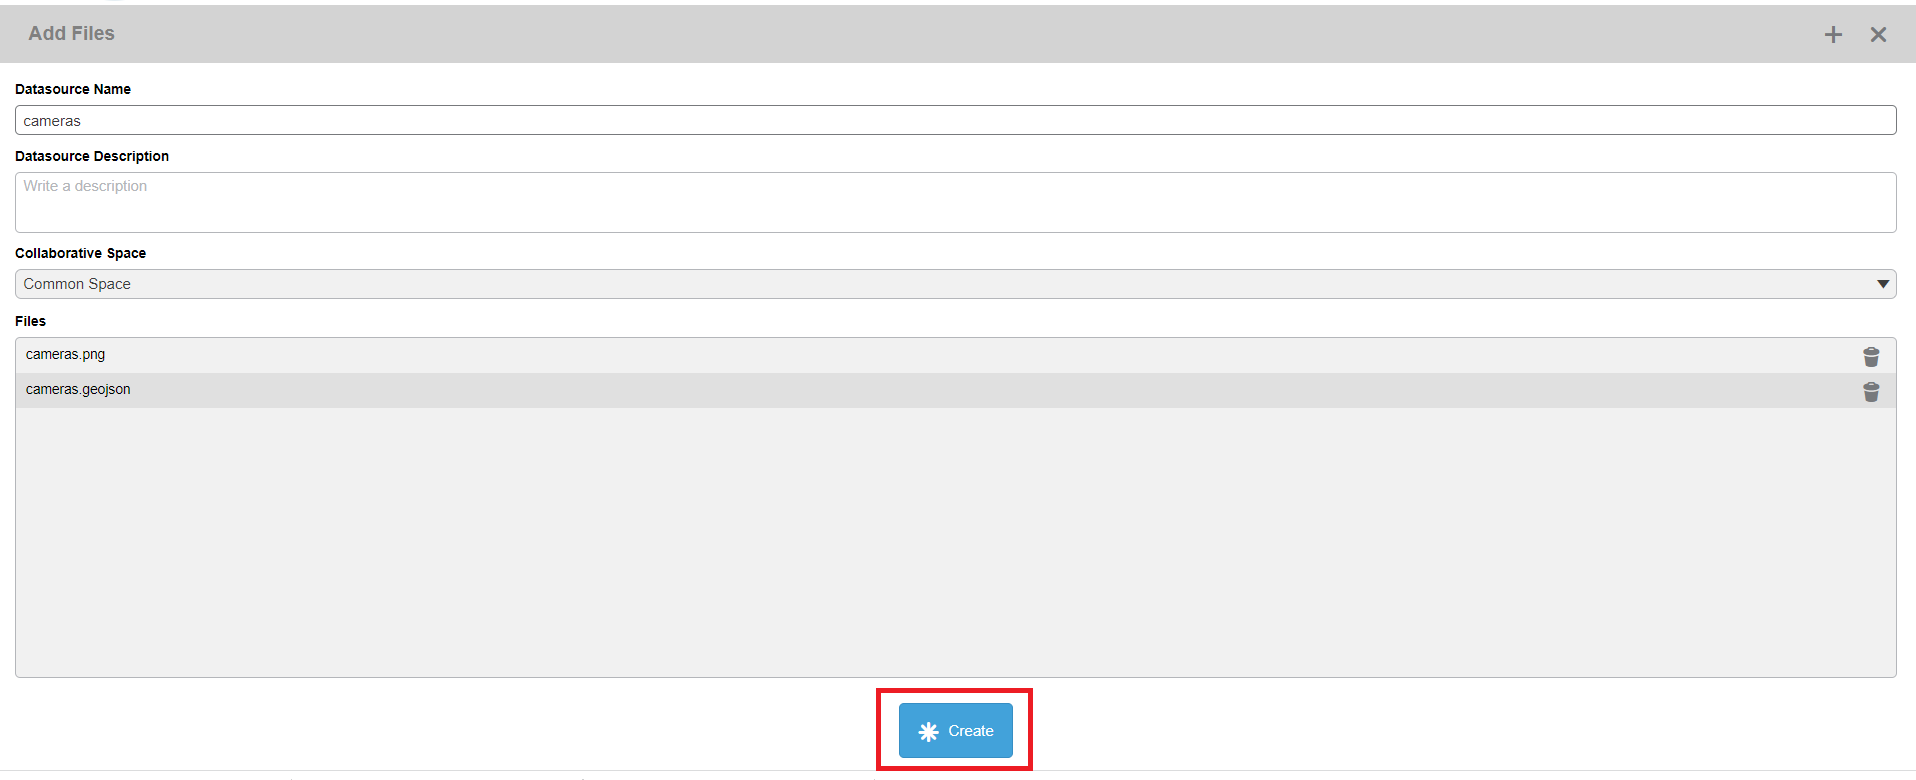 Add Files
Datasource Name
cameras
Datasource Description
Write a description
Collaborative Space
Common Space
Files
cameras.png
cameras.geojson
Create